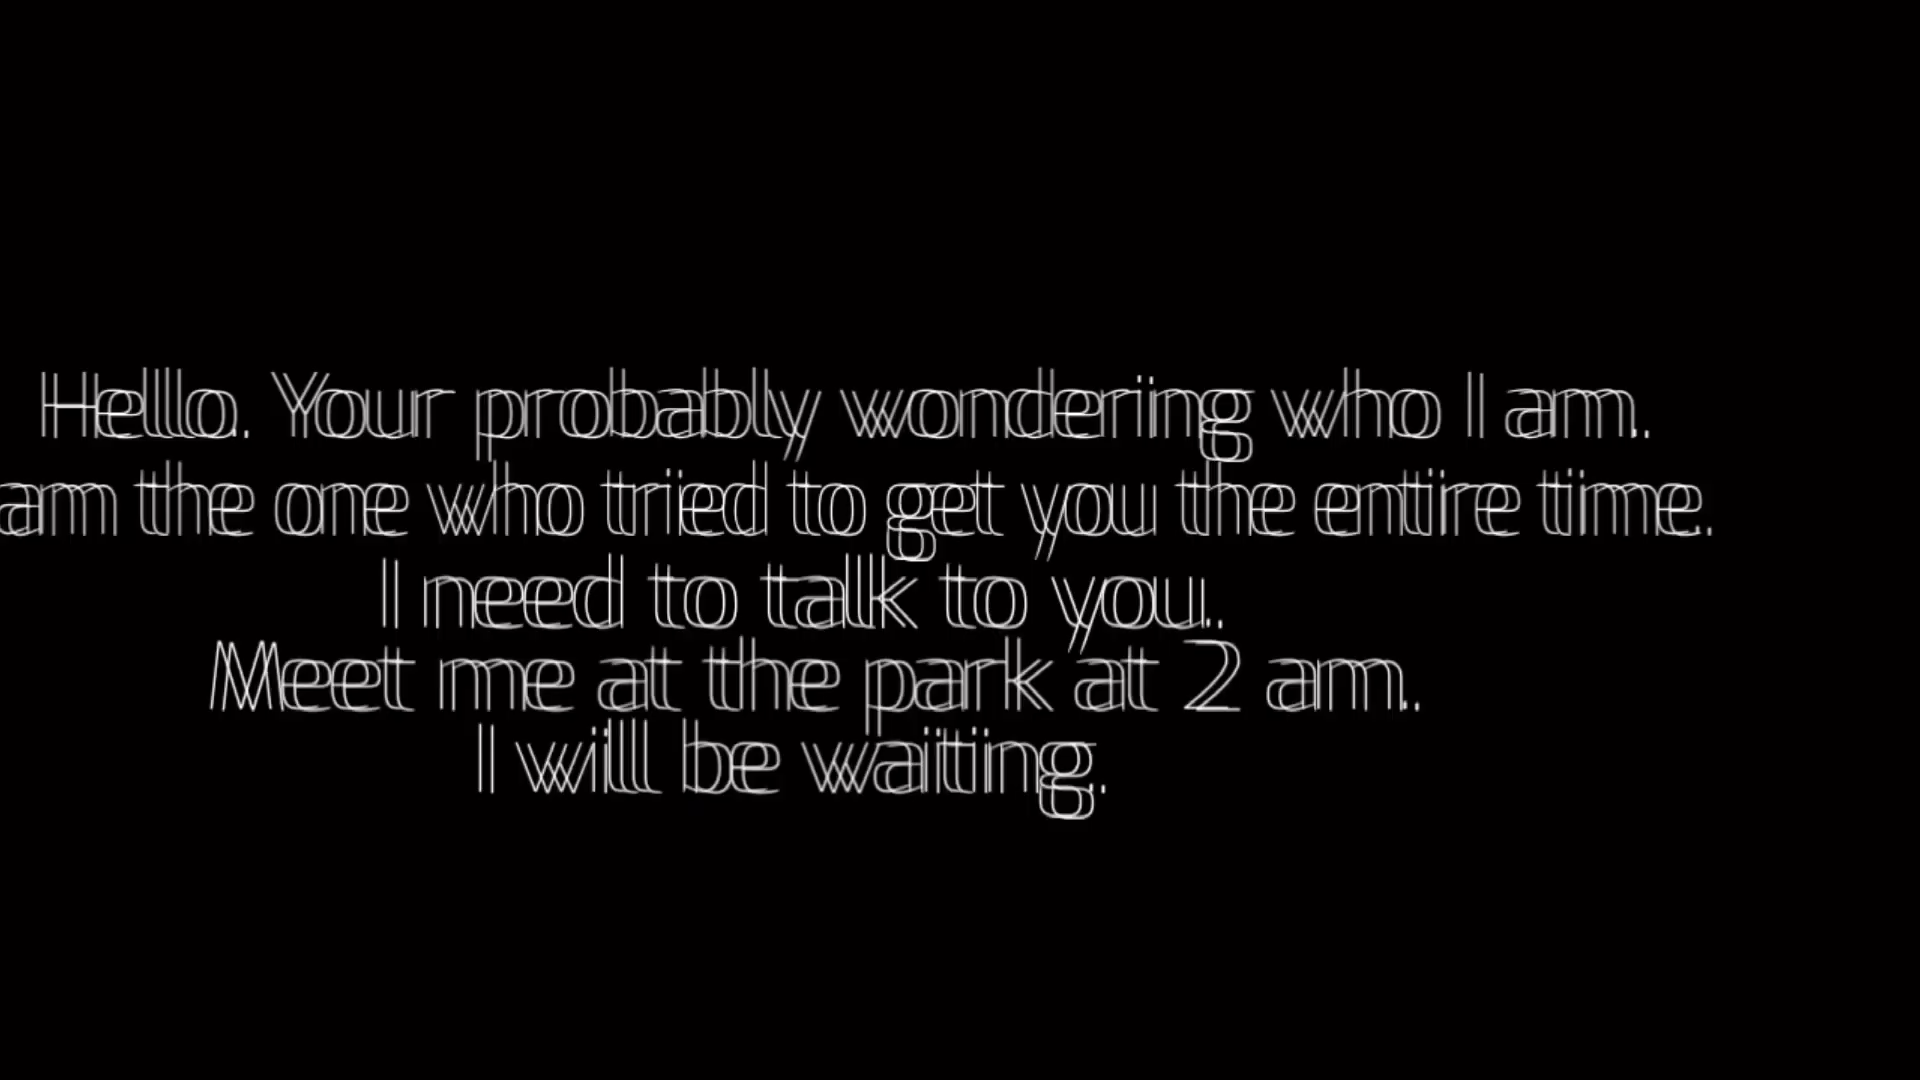 Hello. Your probably wondering who I am.
am the one who tried to get you the entire time.
I need to talk to you.
Meet me at the park at 2 am.
I will be waiting.